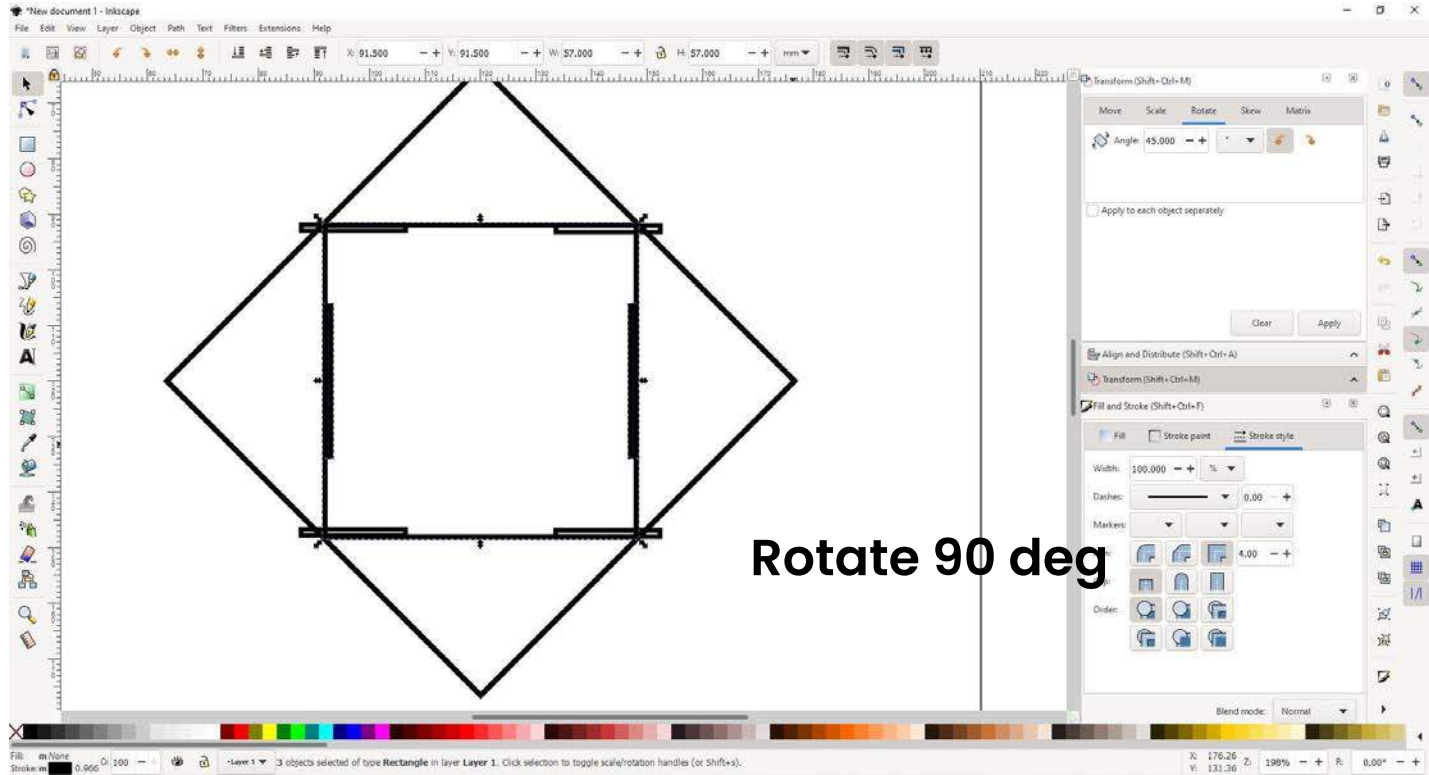 *New document 1 - Inkscape
File Edit View Layer Object Path Text Filters Extensions Help
X: 91.500 - + Y: 91.500 - + W: 57.000 - + H: 57.000 - + mm
Transform (Shift+Ctrl+M)
Move Scale Rotate Skew Matrix
Angle: 45.000 - + °
Apply to each object separately
Clear Apply
Align and Distribute (Shift+Ctrl+A)
Transform (Shift+Ctrl+M)
Fill and Stroke (Shift+Ctrl+F)
Fill Stroke paint Stroke style
Width: 100.000 - + %
Dashes: 0.00 - +
Markers:
4.00 - +
Rotate 90 deg
Order:
Blend mode: Normal
Fill: m None
Stroke: m 0.966 O: 100 - + -Layer 1 3 objects selected of type Rectangle in layer Layer 1. Click selection to toggle scale/rotation handles (or Shift+s).
X: 176.26
Y: 131.36
Z: 198% - + R: 0.00° - +